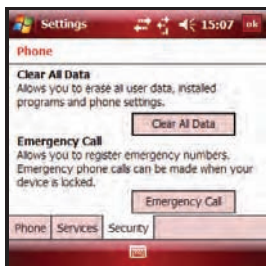 Settings 15:07 ok
Phone
Clear All Data
Allows you to erase all user data, installed
programs and phone settings.
Clear All Data
Emergency Call
Allows you to register emergency numbers.
Emergency phone calls can be made when your
device is locked.
Emergency Call
Phone Services Security